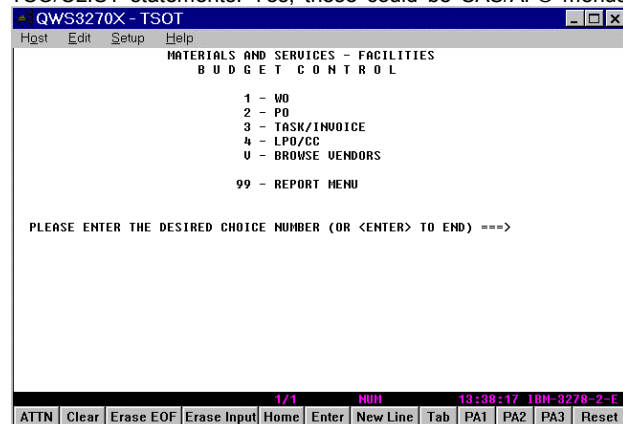 TSO/CLIST statements. Yes, these could be SAS/AF® menus
QWS3270X - TSOT
Host Edit Setup Help
MATERIALS AND SERVICES - FACILITIES
B U D G E T  C O N T R O L
1 - WO
2 - PO
3 - TASK/INVOICE
4 - LPO/CC
V - BROWSE VENDORS
99 - REPORT MENU
PLEASE ENTER THE DESIRED CHOICE NUMBER (OR <ENTER> TO END) ===>
1/1 NUM 13:38:17 IBM-3278-2-E
ATTN Clear Erase EOF Erase Input Home Enter New Line Tab PA1 PA2 PA3 Reset